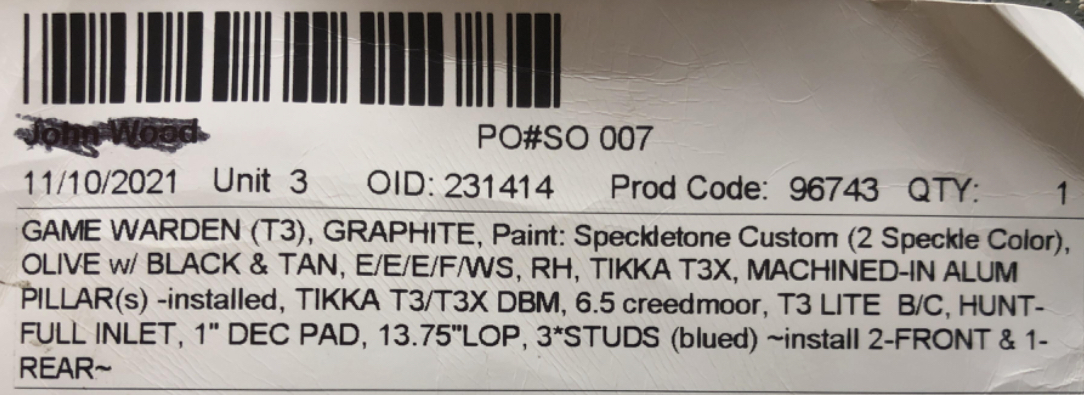 John Wood
PO#SO 007
11/10/2021 Unit 3 OID: 231414 Prod Code: 96743 QTY: 1
GAME WARDEN (T3), GRAPHITE, Paint: Speckletone Custom (2 Speckle Color),
OLIVE w/ BLACK & TAN, E/E/E/F/WS, RH, TIKKA T3X, MACHINED-IN ALUM
PILLAR(s) -installed, TIKKA T3/T3X DBM, 6.5 creedmoor, T3 LITE B/C, HUNT-
FULL INLET, 1" DEC PAD, 13.75"LOP, 3*STUDS (blued) ~install 2-FRONT & 1-
REAR~